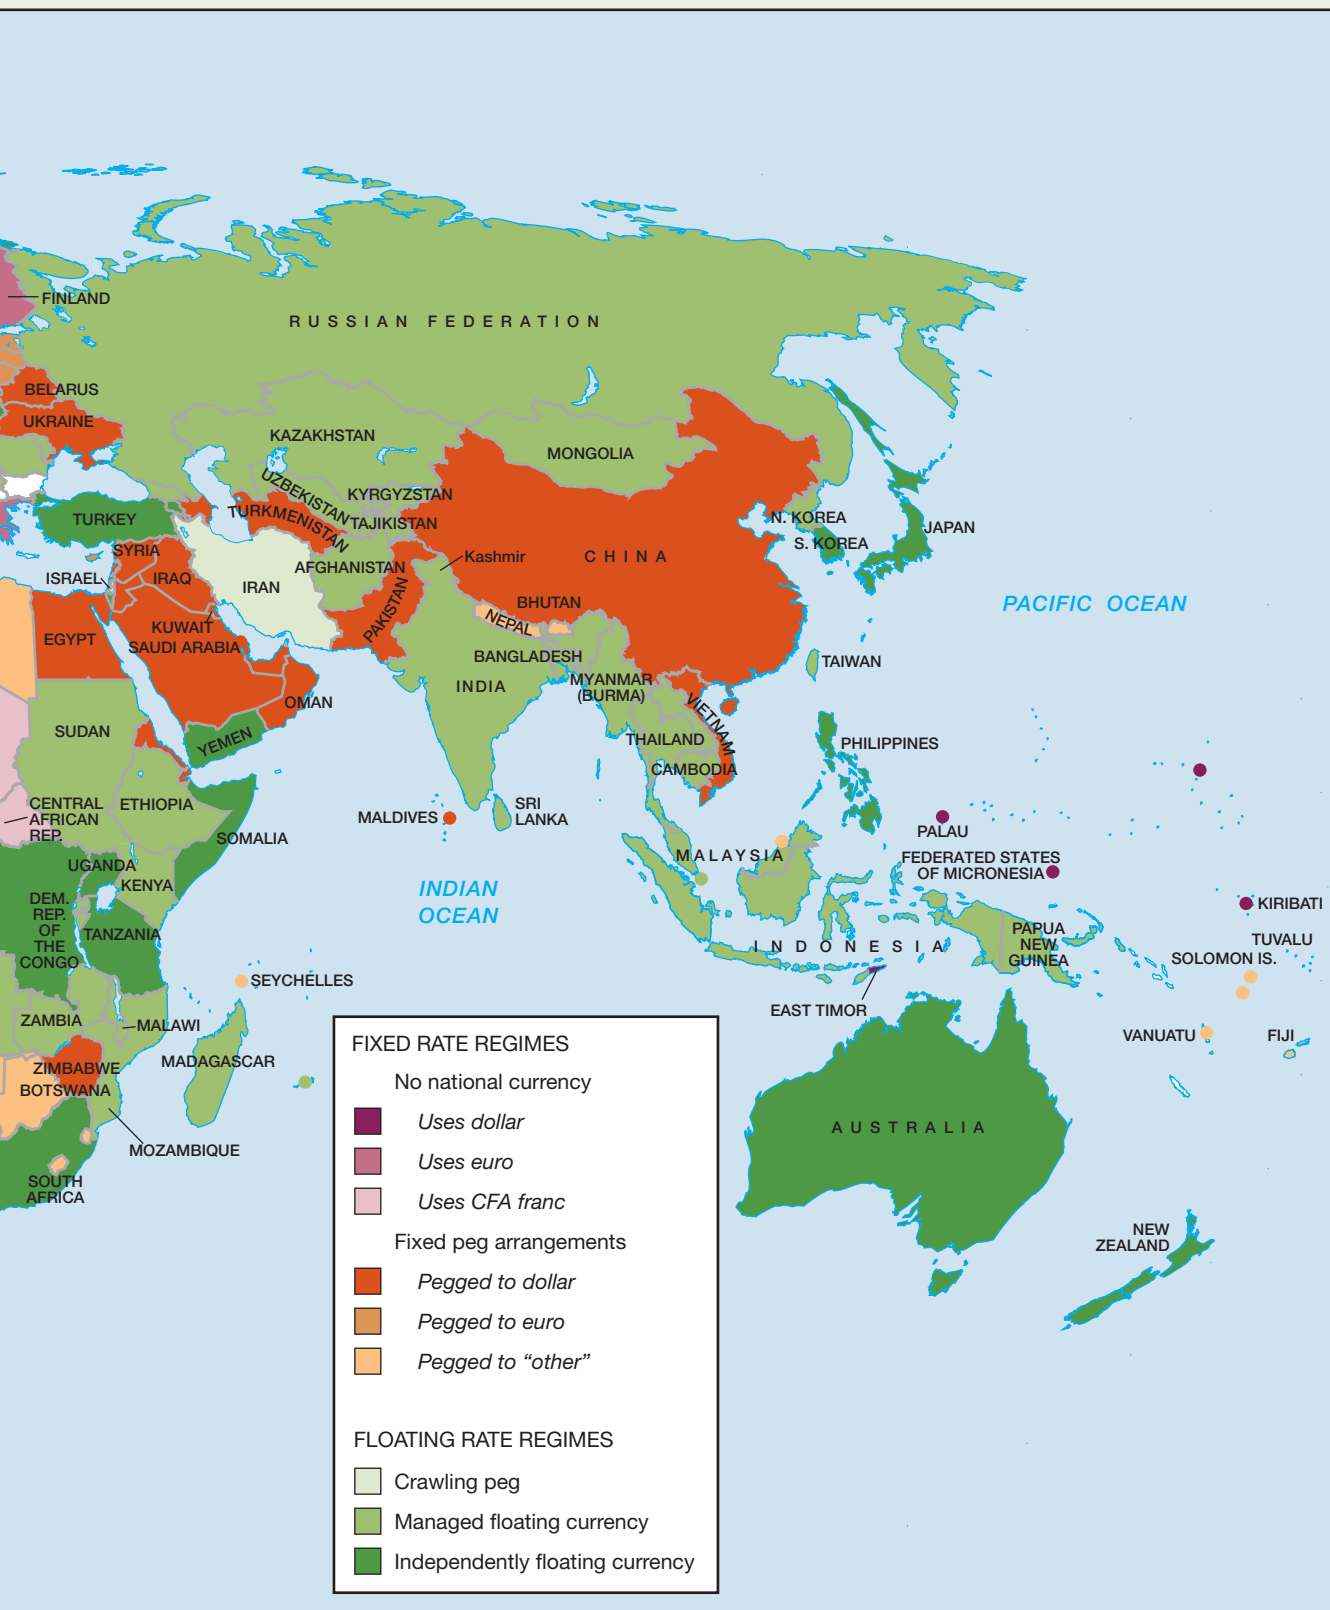 FINLAND
RUSSIAN FEDERATION
BELARUS
UKRAINE
KAZAKHSTAN
MONGOLIA
UZBEKISTAN
KYRGYZSTAN
TURKMENISTAN
TAJIKISTAN
TURKEY
N. KOREA
S. KOREA
JAPAN
SYRIA
ISRAEL
IRAQ
IRAN
AFGHANISTAN
Kashmir
CHINA
PACIFIC OCEAN
PAKISTAN
BHUTAN
NEPAL
KUWAIT
SAUDI ARABIA
EGYPT
BANGLADESH
INDIA
MYANMAR
(BURMA)
TAIWAN
OMAN
SUDAN
YEMEN
VIETNAM
THAILAND
CAMBODIA
PHILIPPINES
CENTRAL
AFRICAN
REP.
ETHIOPIA
SOMALIA
MALDIVES
SRI
LANKA
PALAU
MALAYSIA
FEDERATED STATES
OF MICRONESIA
UGANDA
KENYA
INDIAN
OCEAN
KIRIBATI
DEM.
REP.
OF
THE
CONGO
TANZANIA
INDONESIA
PAPUA
NEW
GUINEA
TUVALU
SOLOMON IS.
SEYCHELLES
EAST TIMOR
ZAMBIA
MALAWI
VANUATU
FIJI
MADAGASCAR
ZIMBABWE
BOTSWANA
MOZAMBIQUE
AUSTRALIA
SOUTH
AFRICA
NEW
ZEALAND
FIXED RATE REGIMES
No national currency
Uses dollar
Uses euro
Uses CFA franc
Fixed peg arrangements
Pegged to dollar
Pegged to euro
Pegged to “other”
FLOATING RATE REGIMES
Crawling peg
Managed floating currency
Independently floating currency